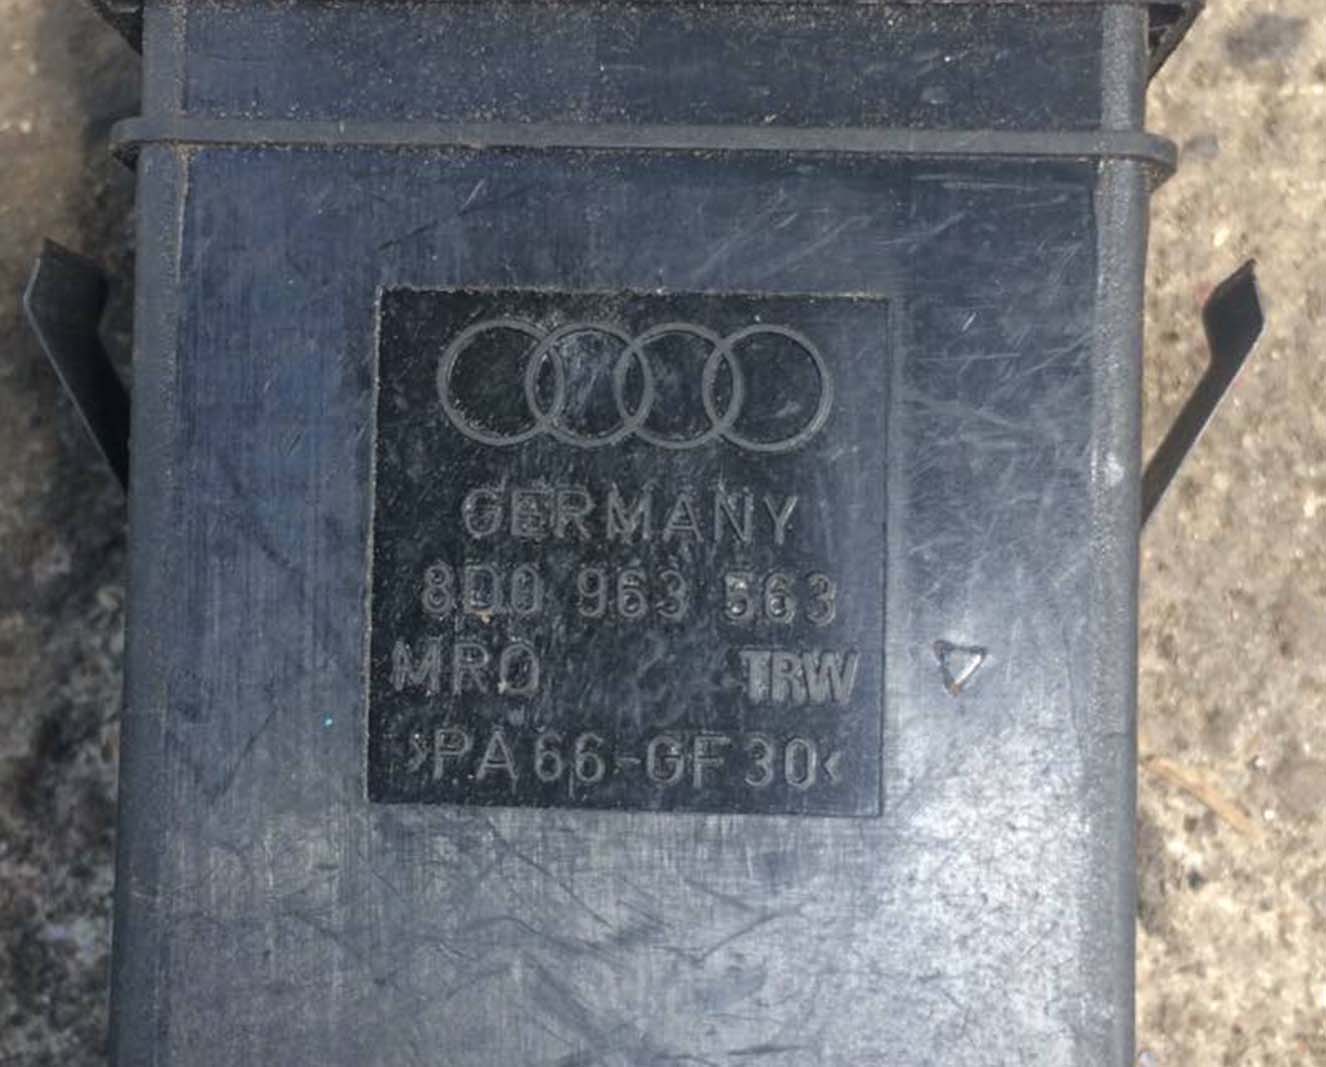 GERMANY
8D0 963 563
MRO TRW
>PA66-GF30<